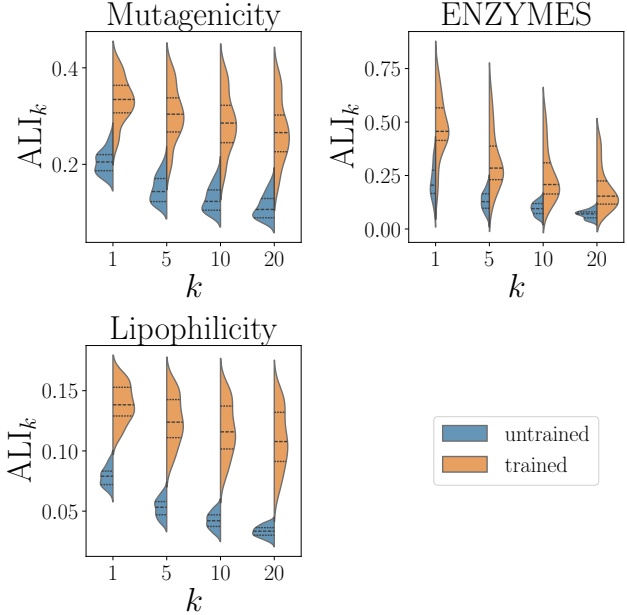 Mutagenicity
ALI_k
0.4
0.2
1 5 10 20
k
ENZYMES
ALI_k
0.75
0.50
0.25
0.00
1 5 10 20
k
Lipophilicity
ALI_k
0.15
0.10
0.05
1 5 10 20
k
untrained
trained